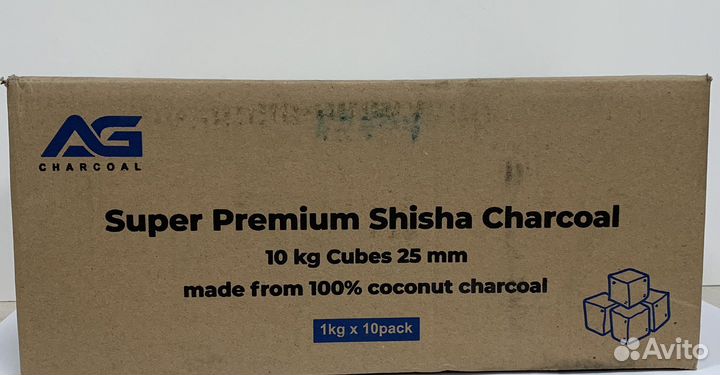 AG
CHARCOAL
Super Premium Shisha Charcoal
10 kg Cubes 25 mm
made from 100% coconut charcoal
1kg x 10pack
Avito